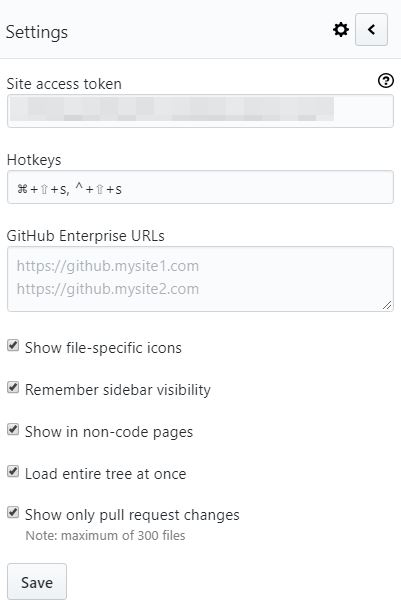 Settings
Site access token
Hotkeys
⌘+⇧+s, ^+⇧+s
GitHub Enterprise URLs
https://github.mysite1.com
https://github.mysite2.com
Show file-specific icons
Remember sidebar visibility
Show in non-code pages
Load entire tree at once
Show only pull request changes
Note: maximum of 300 files
Save